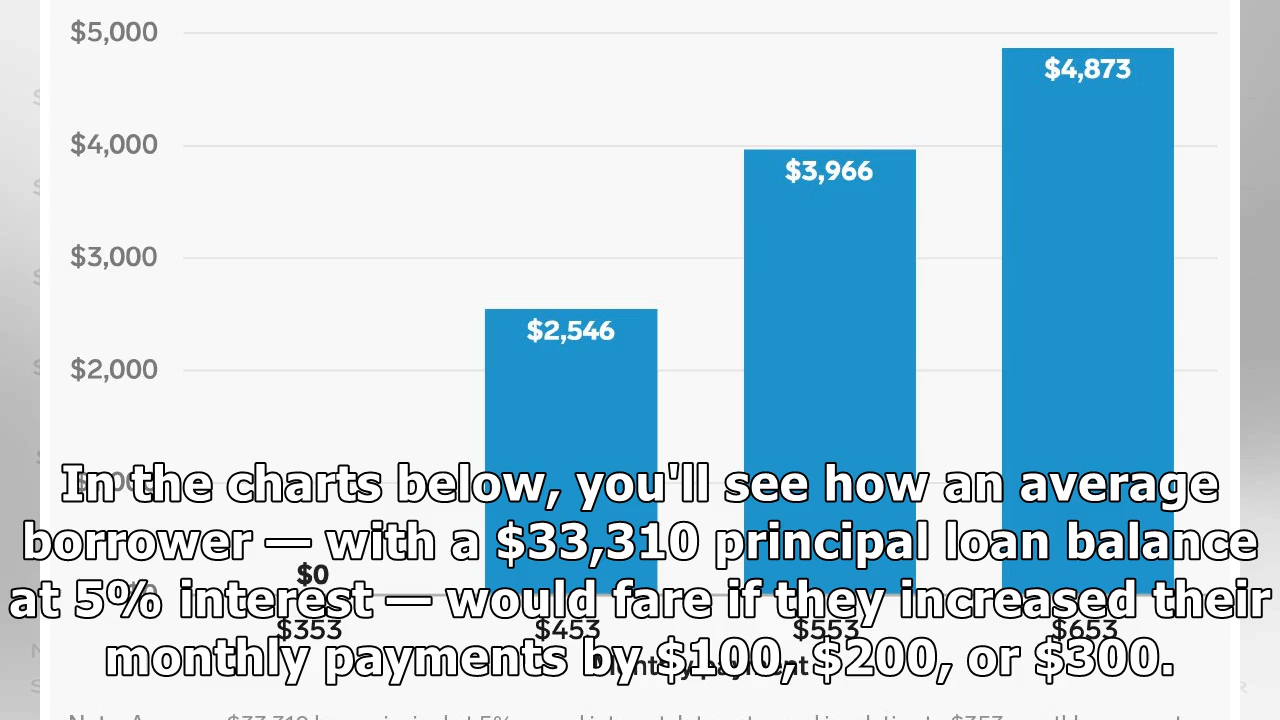 $5,000
$4,873
$4,000
$3,966
$3,000
$2,546
$2,000
In the charts below, you'll see how an average
borrower — with a $33,310 principal loan balance
at 5% interest — would fare if they increased their
monthly payments by $100, $200, or $300.
$0
$353
$453
$553
$653
Monthly payment